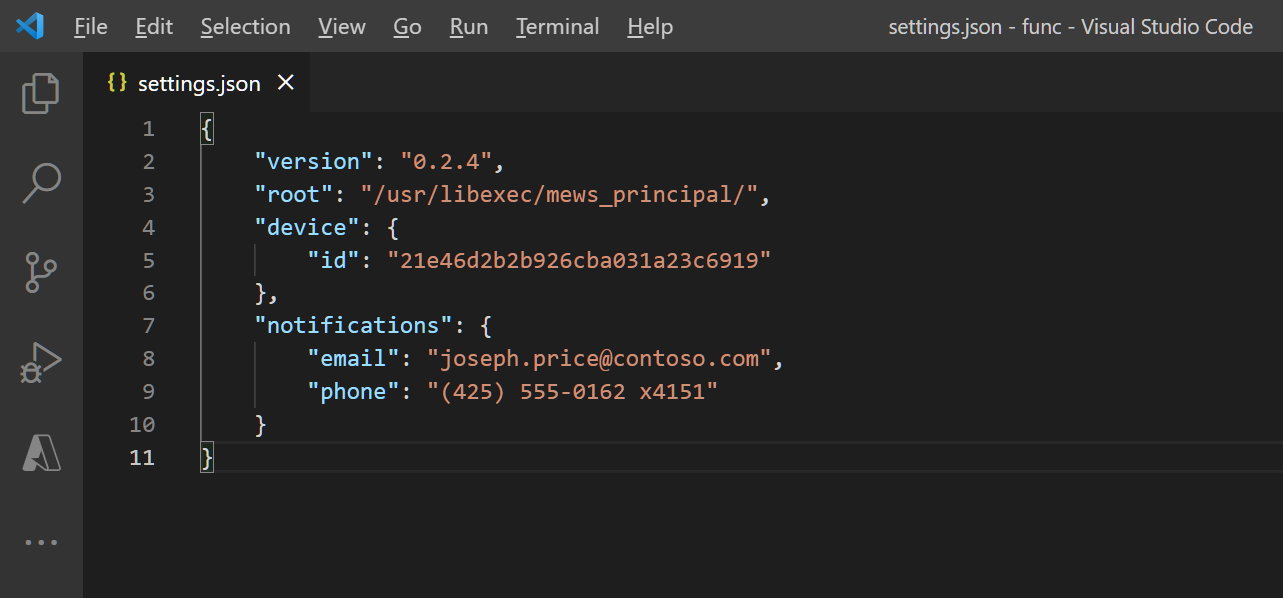 File Edit Selection View Go Run Terminal Help settings.json - func - Visual Studio Code
{} settings.json ×
1 {
2 "version": "0.2.4",
3 "root": "/usr/libexec/mews_principal/",
4 "device": {
5 "id": "21e46d2b2b926cba031a23c6919"
6 },
7 "notifications": {
8 "email": "joseph.price@contoso.com",
9 "phone": "(425) 555-0162 x4151"
10 }
11 }